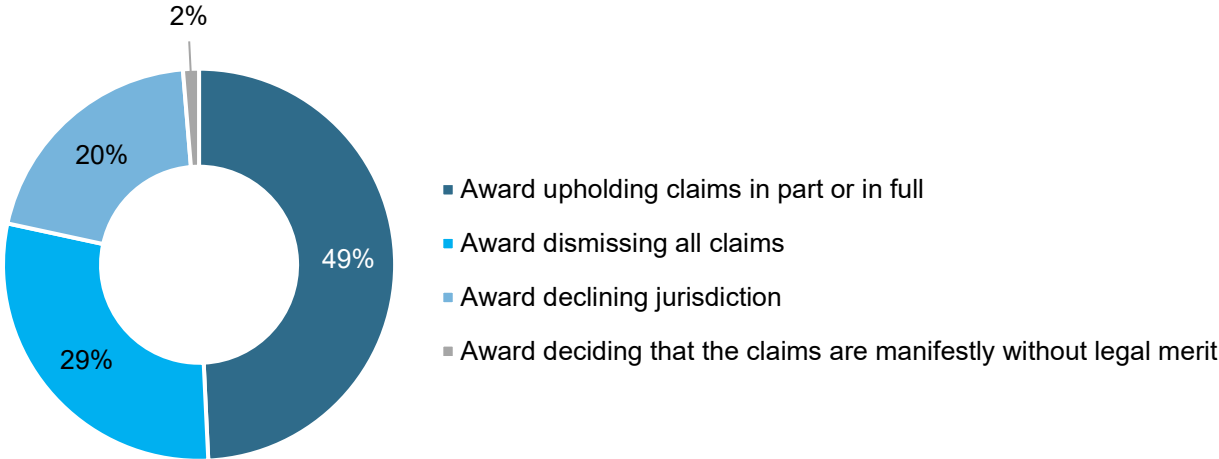 2%
20%
49%
29%
Award upholding claims in part or in full
Award dismissing all claims
Award declining jurisdiction
Award deciding that the claims are manifestly without legal merit